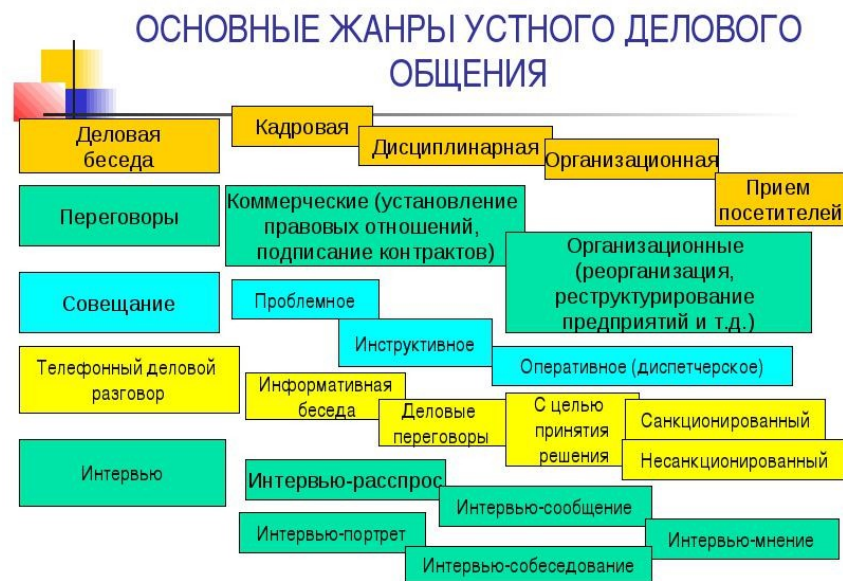 ОСНОВНЫЕ ЖАНРЫ УСТНОГО ДЕЛОВОГО
ОБЩЕНИЯ
Деловая
беседа
Кадровая
Дисциплинарная
Организационная
Прием
посетителей
Переговоры
Коммерческие (установление
правовых отношений,
подписание контрактов)
Организационные
(реорганизация,
реструктурирование
предприятий и т.д.)
Совещание
Проблемное
Инструктивное
Оперативное (диспетчерское)
Телефонный деловой
разговор
Информативная
беседа
Деловые
переговоры
С целью
принятия
решения
Санкционированный
Несанкционированный
Интервью
Интервью-расспрос
Интервью-сообщение
Интервью-портрет
Интервью-мнение
Интервью-собеседование